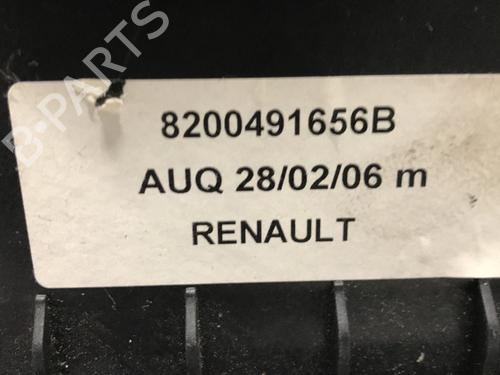 B-PARTS
8200491656B
AUQ 28/02/06 m
RENAULT